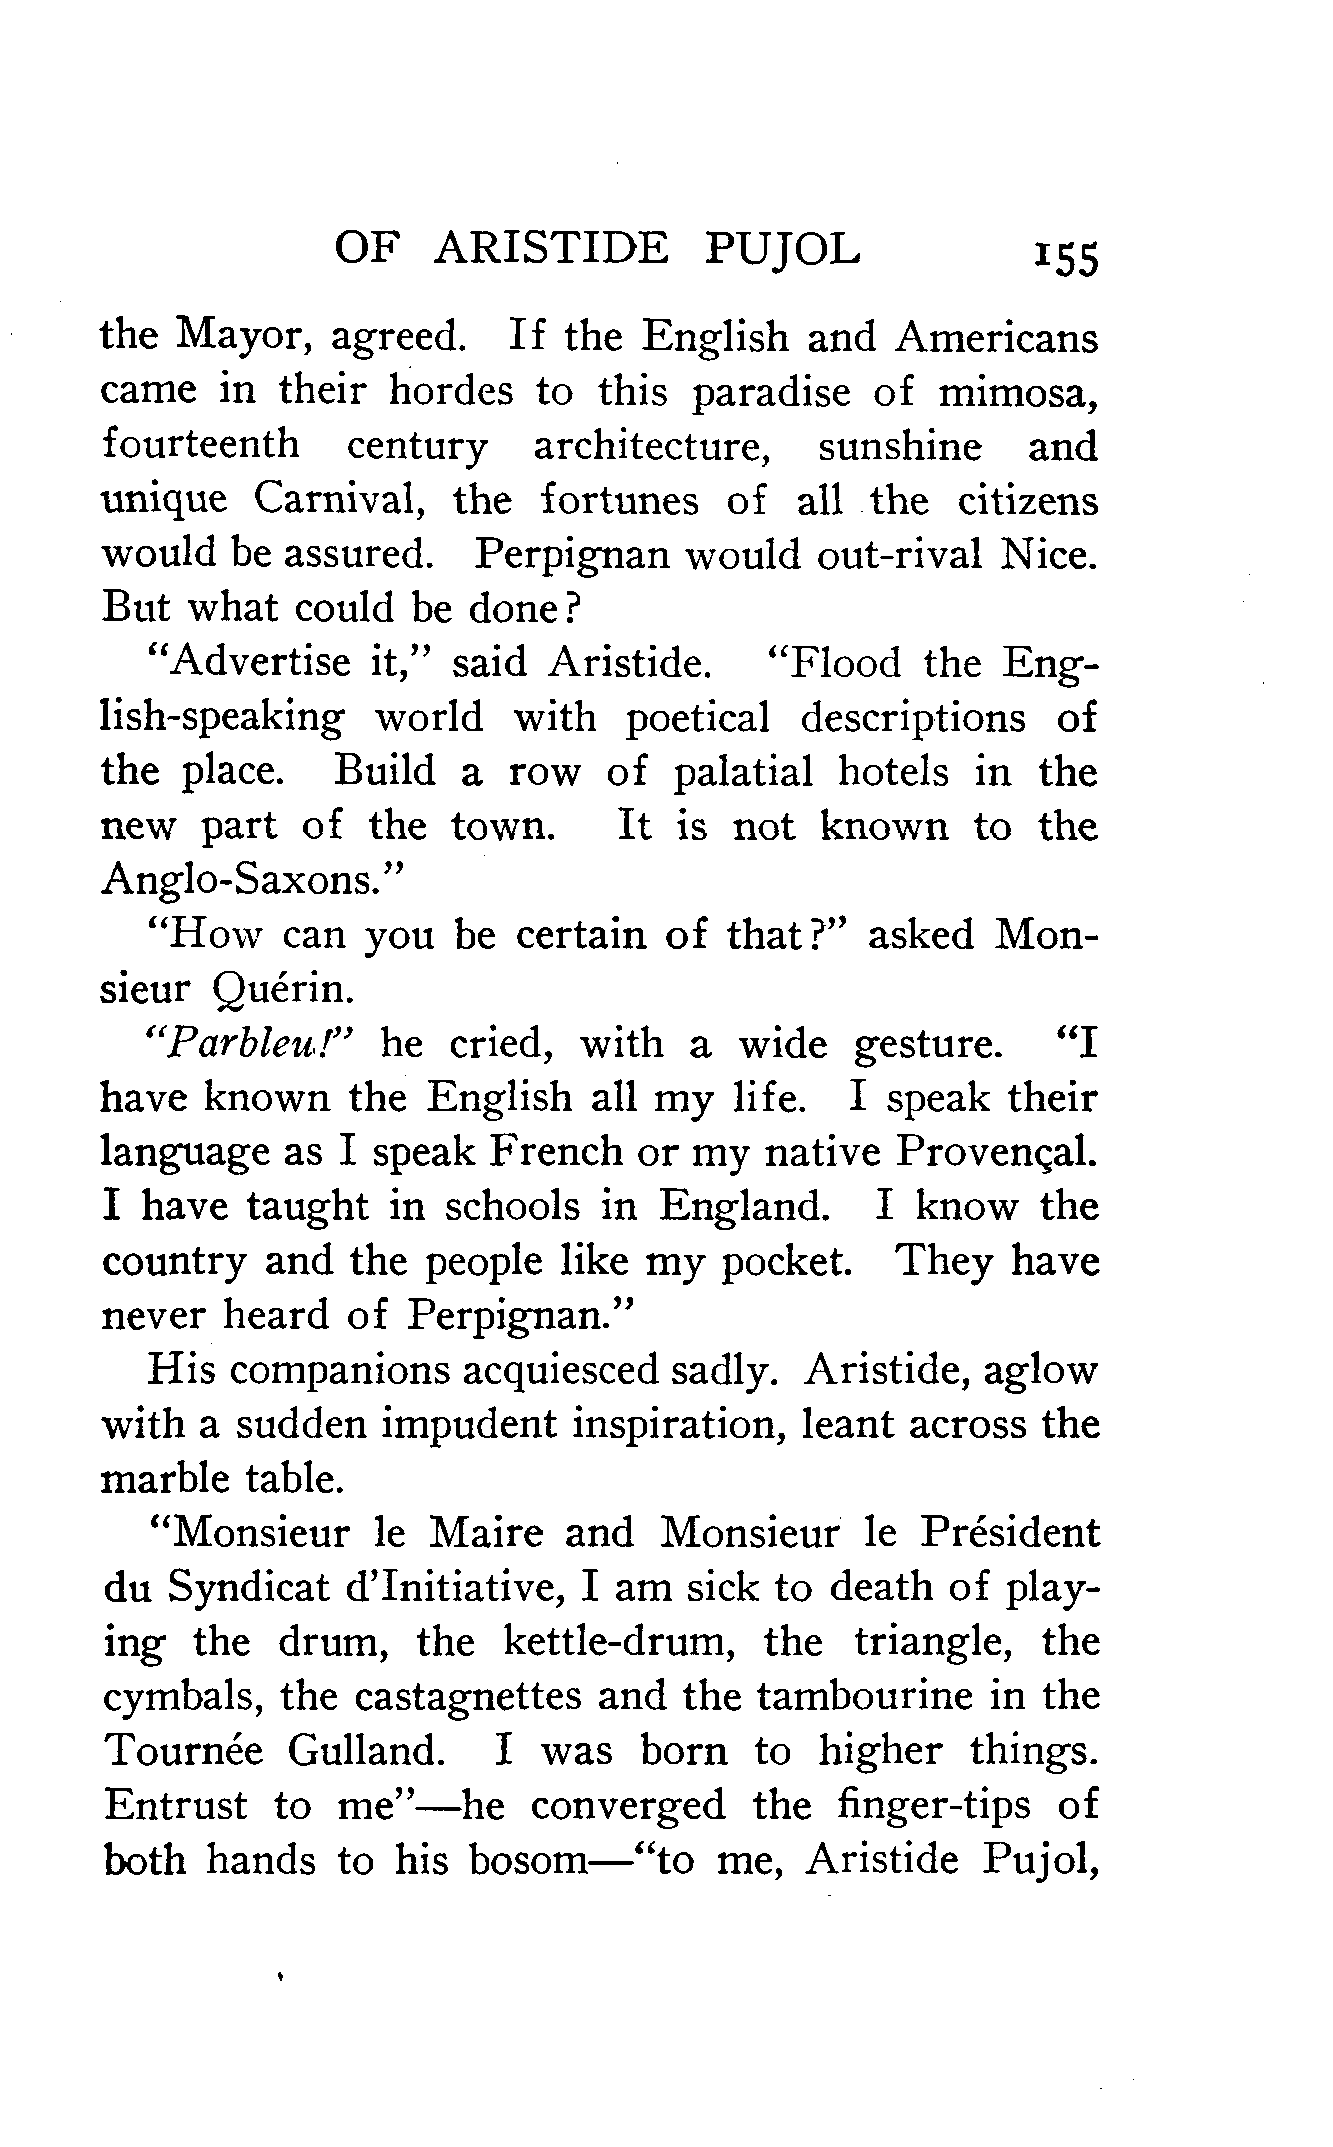 OF ARISTIDE PUJOL 155
the Mayor, agreed. If the English and Americans
came in their hordes to this paradise of mimosa,
fourteenth century architecture, sunshine and
unique Carnival, the fortunes of all the citizens
would be assured. Perpignan would out-rival Nice.
But what could be done?
“Advertise it,” said Aristide. “Flood the Eng-
lish-speaking world with poetical descriptions of
the place. Build a row of palatial hotels in the
new part of the town. It is not known to the
Anglo-Saxons.”
“How can you be certain of that?” asked Mon-
sieur Quérin.
“Parbleu!” he cried, with a wide gesture. “I
have known the English all my life. I speak their
language as I speak French or my native Provençal.
I have taught in schools in England. I know the
country and the people like my pocket. They have
never heard of Perpignan.”
His companions acquiesced sadly. Aristide, aglow
with a sudden impudent inspiration, leant across the
marble table.
“Monsieur le Maire and Monsieur le Président
du Syndicat d’Initiative, I am sick to death of play-
ing the drum, the kettle-drum, the triangle, the
cymbals, the castagnettes and the tambourine in the
Tournée Gulland. I was born to higher things.
Entrust to me”—he converged the finger-tips of
both hands to his bosom—“to me, Aristide Pujol,